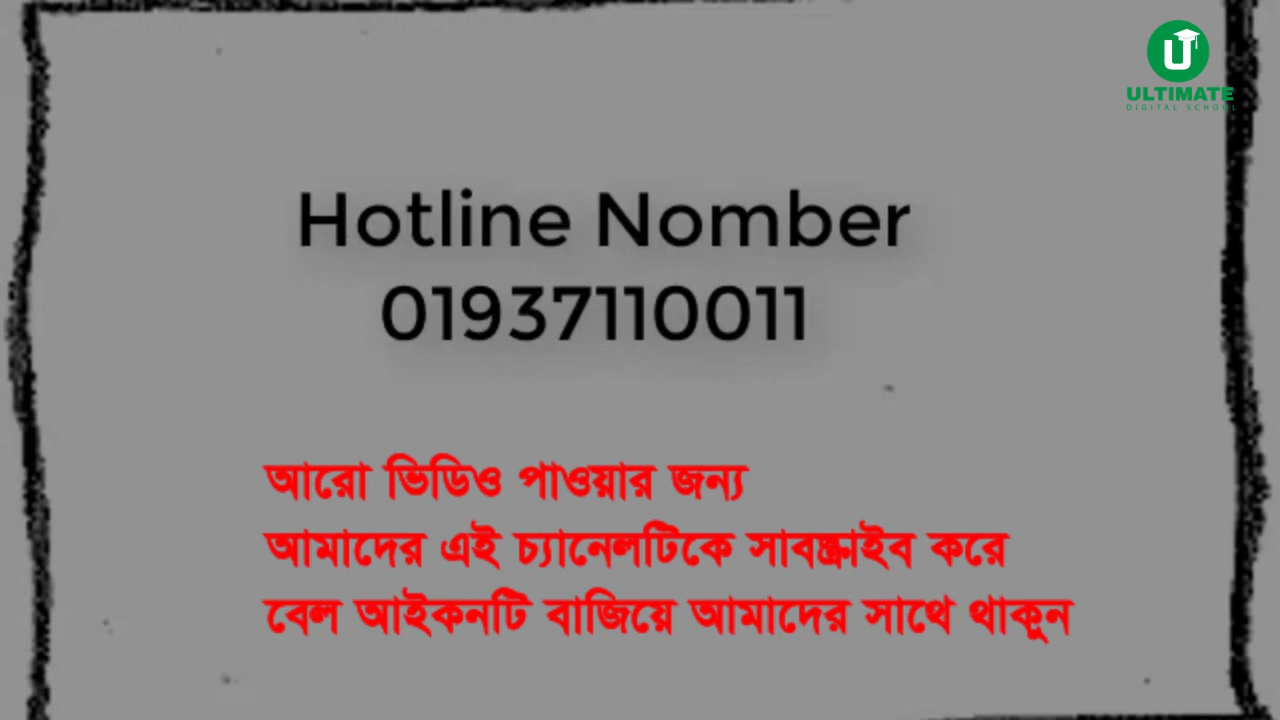 ULTIMATE
DIGITAL SCHOOL
Hotline Nomber
01937110011
আরো ভিডিও পাওয়ার জন্য
আমাদের এই চ্যানেলটিকে সাবস্ক্রাইব করে
বেল আইকনটি বাজিয়ে আমাদের সাথে থাকুন